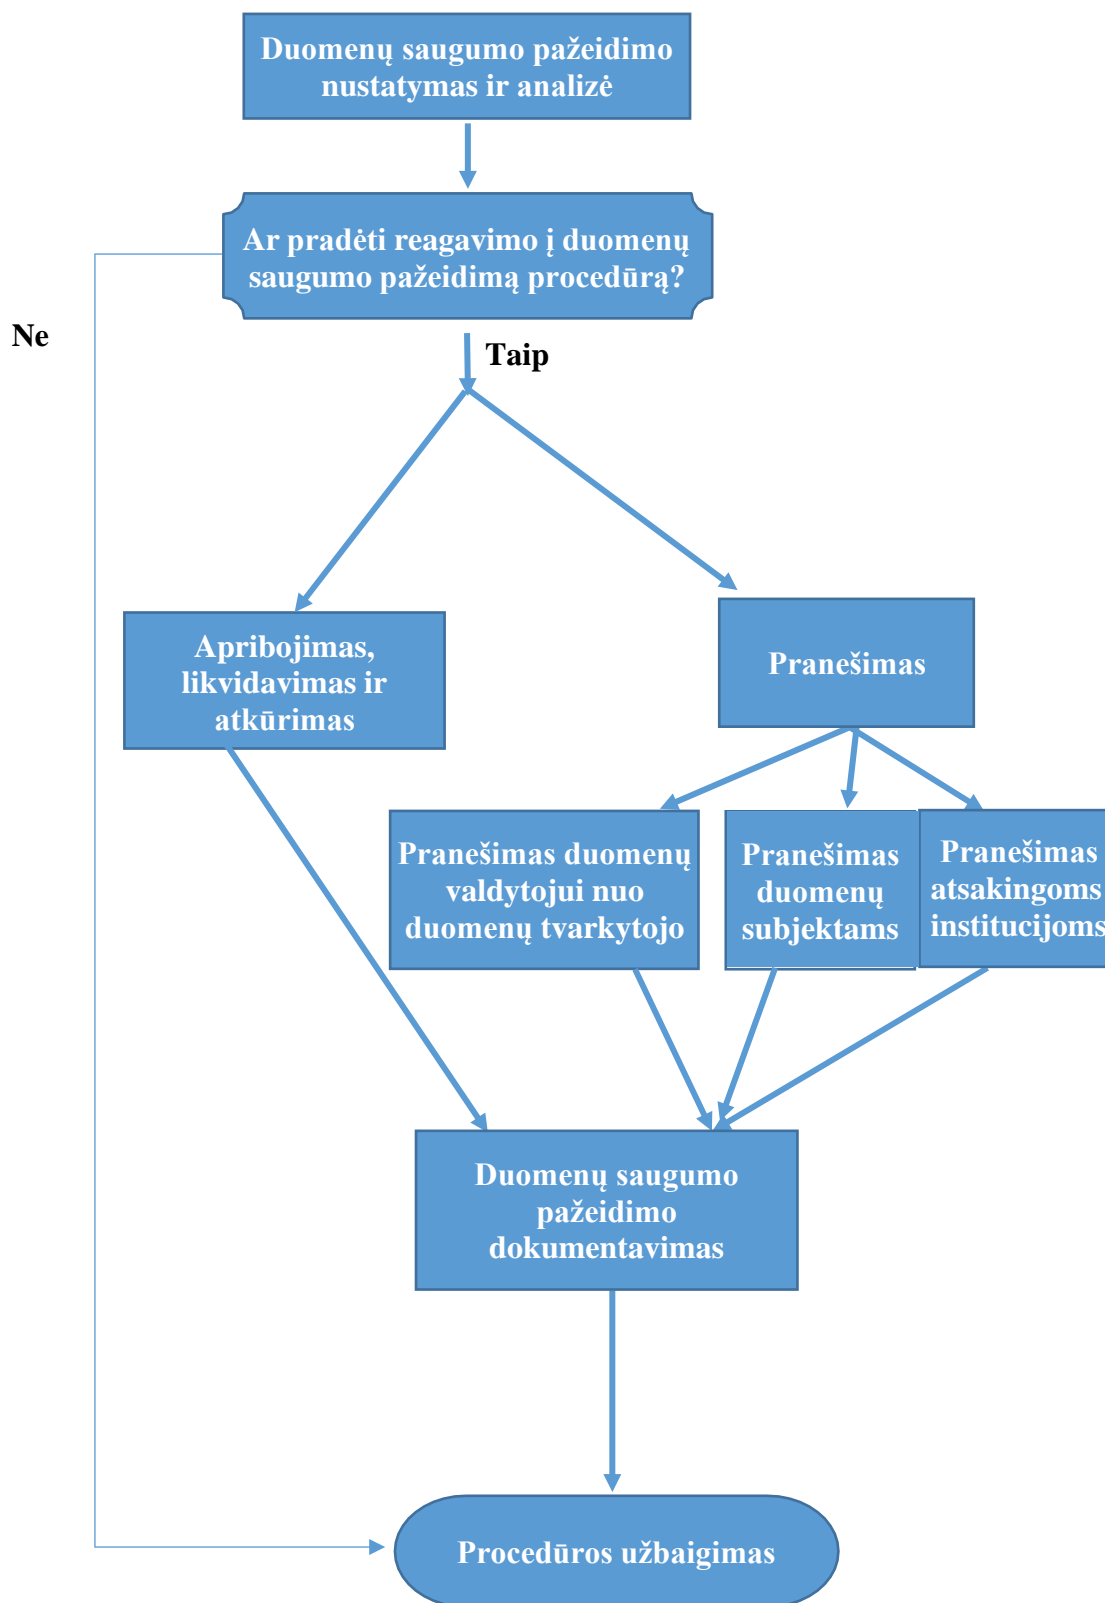 Duomenų saugumo pažeidimo
nustatymas ir analizė
Ar pradėti reagavimo į duomenų
saugumo pažeidimą procedūrą?
Ne
Taip
Apribojimas,
likvidavimas ir
atkūrimas
Pranešimas
Pranešimas duomenų
valdytojui nuo
duomenų tvarkytojo
Pranešimas
duomenų
subjektams
Pranešimas
atsakingoms
institucijoms
Duomenų saugumo
pažeidimo
dokumentavimas
Procedūros užbaigimas